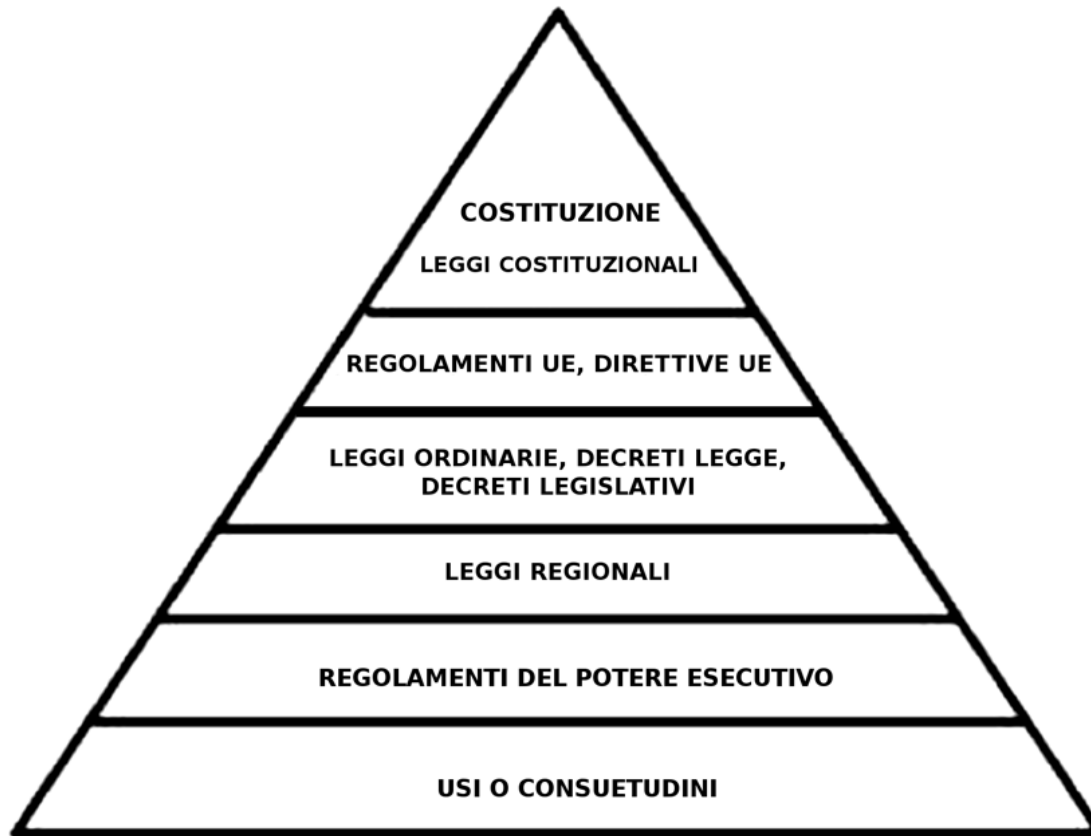 COSTITUZIONE
LEGGI COSTITUZIONALI
REGOLAMENTI UE, DIRETTIVE UE
LEGGI ORDINARIE, DECRETI LEGGE,
DECRETI LEGISLATIVI
LEGGI REGIONALI
REGOLAMENTI DEL POTERE ESECUTIVO
USI O CONSUETUDINI